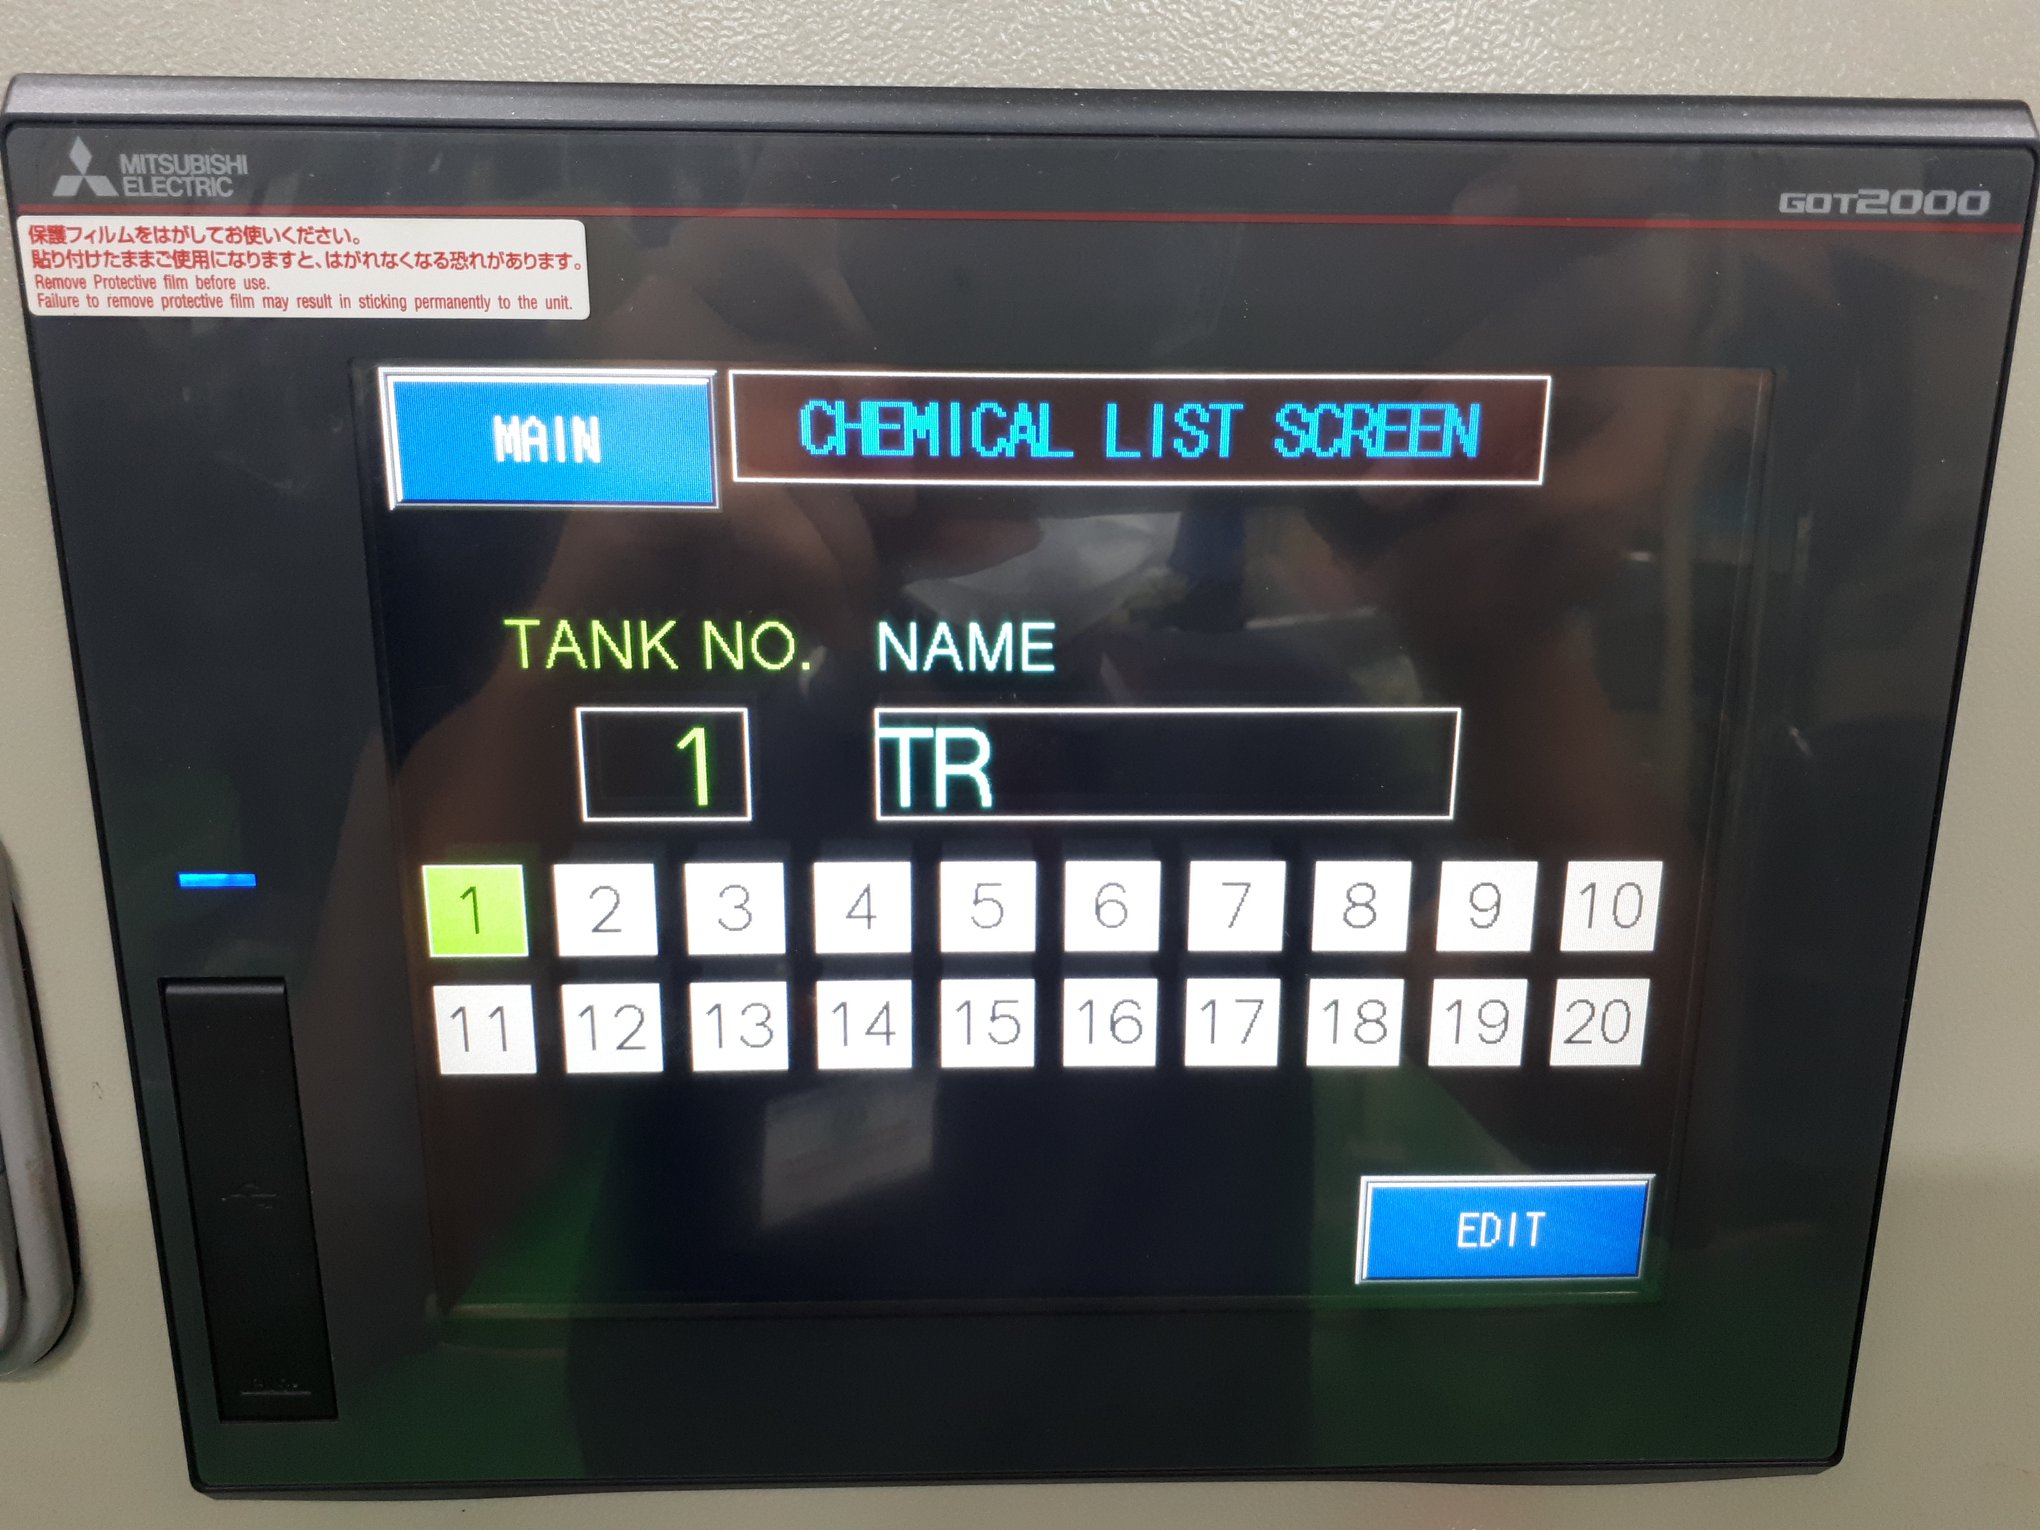 MITSUBISHI
ELECTRIC
GOT2000
保護フィルムをはがしてお使いください。
貼り付けたままご使用になりますと、はがれなくなる恐れがあります。
Remove Protective film before use.
Failure to remove protective film may result in sticking permanently to the unit.
MAIN
CHEMICAL LIST SCREEN
TANK NO. NAME
1 TR
1 2 3 4 5 6 7 8 9 10
11 12 13 14 15 16 17 18 19 20
EDIT